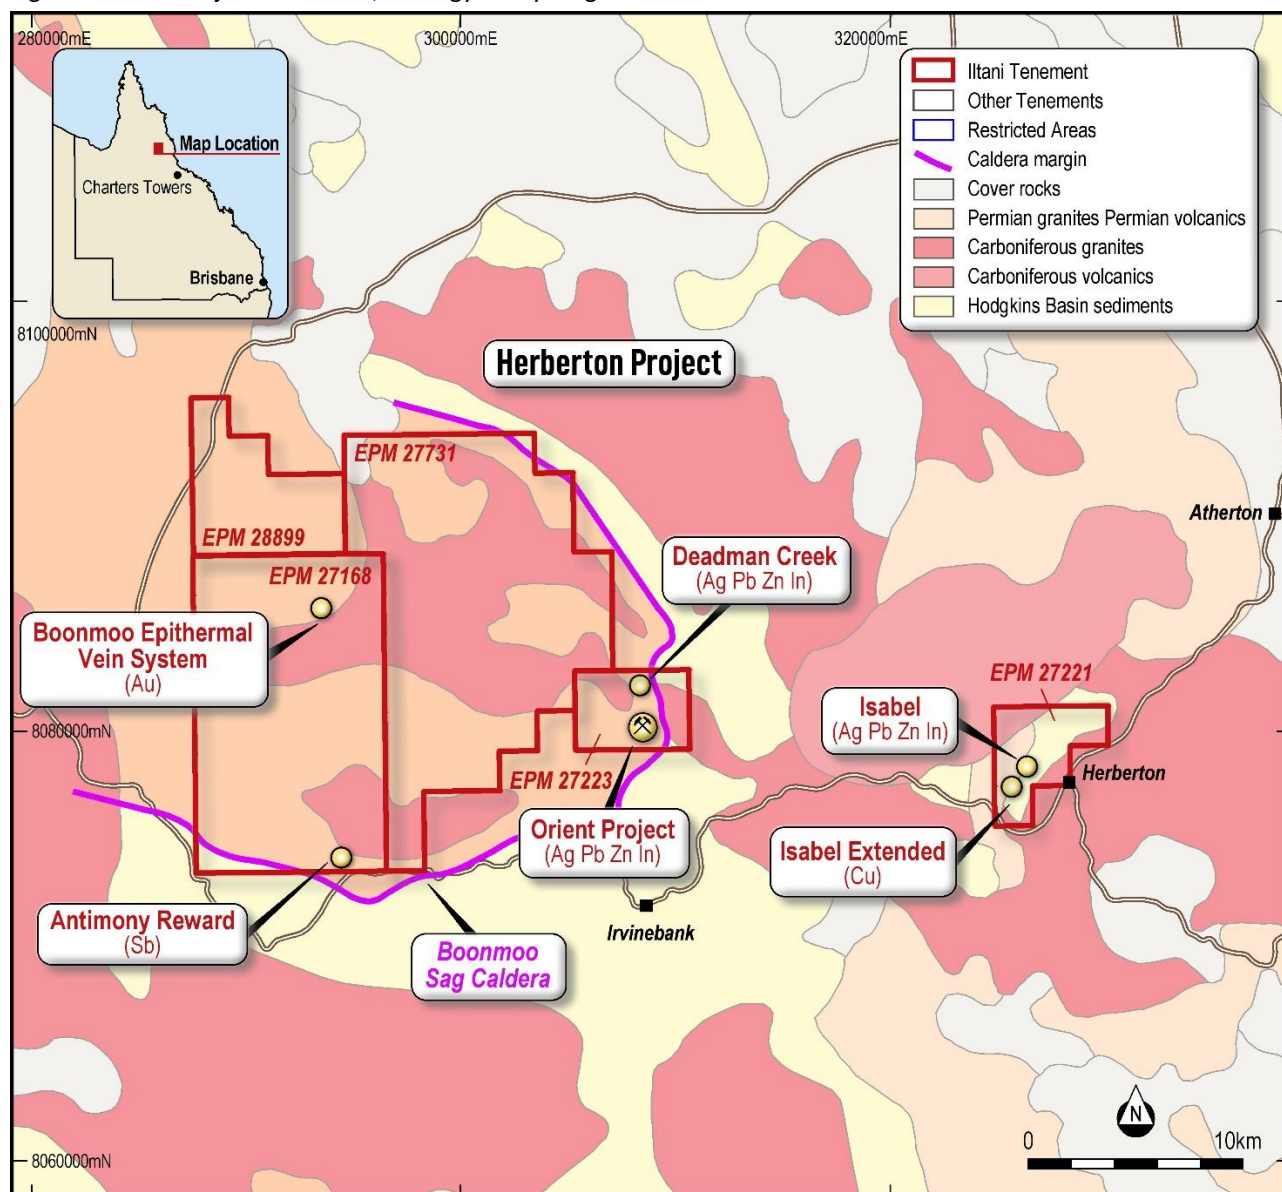 280000mE
300000mE
320000mE
8100000mN
8080000mN
8060000mN
Map Location
Charters Towers
Brisbane
Iltani Tenement
Other Tenements
Restricted Areas
Caldera margin
Cover rocks
Permian granites Permian volcanics
Carboniferous granites
Carboniferous volcanics
Hodgkins Basin sediments
Herberton Project
EPM 27731
EPM 28899
EPM 27168
Atherton
Deadman Creek
(Ag Pb Zn In)
Boonmoo Epithermal
Vein System
(Au)
EPM 27221
Isabel
(Ag Pb Zn In)
EPM 27223
Herberton
Orient Project
(Ag Pb Zn In)
Isabel Extended
(Cu)
Antimony Reward
(Sb)
Irvinebank
Boonmoo
Sag Caldera
N
0
10km